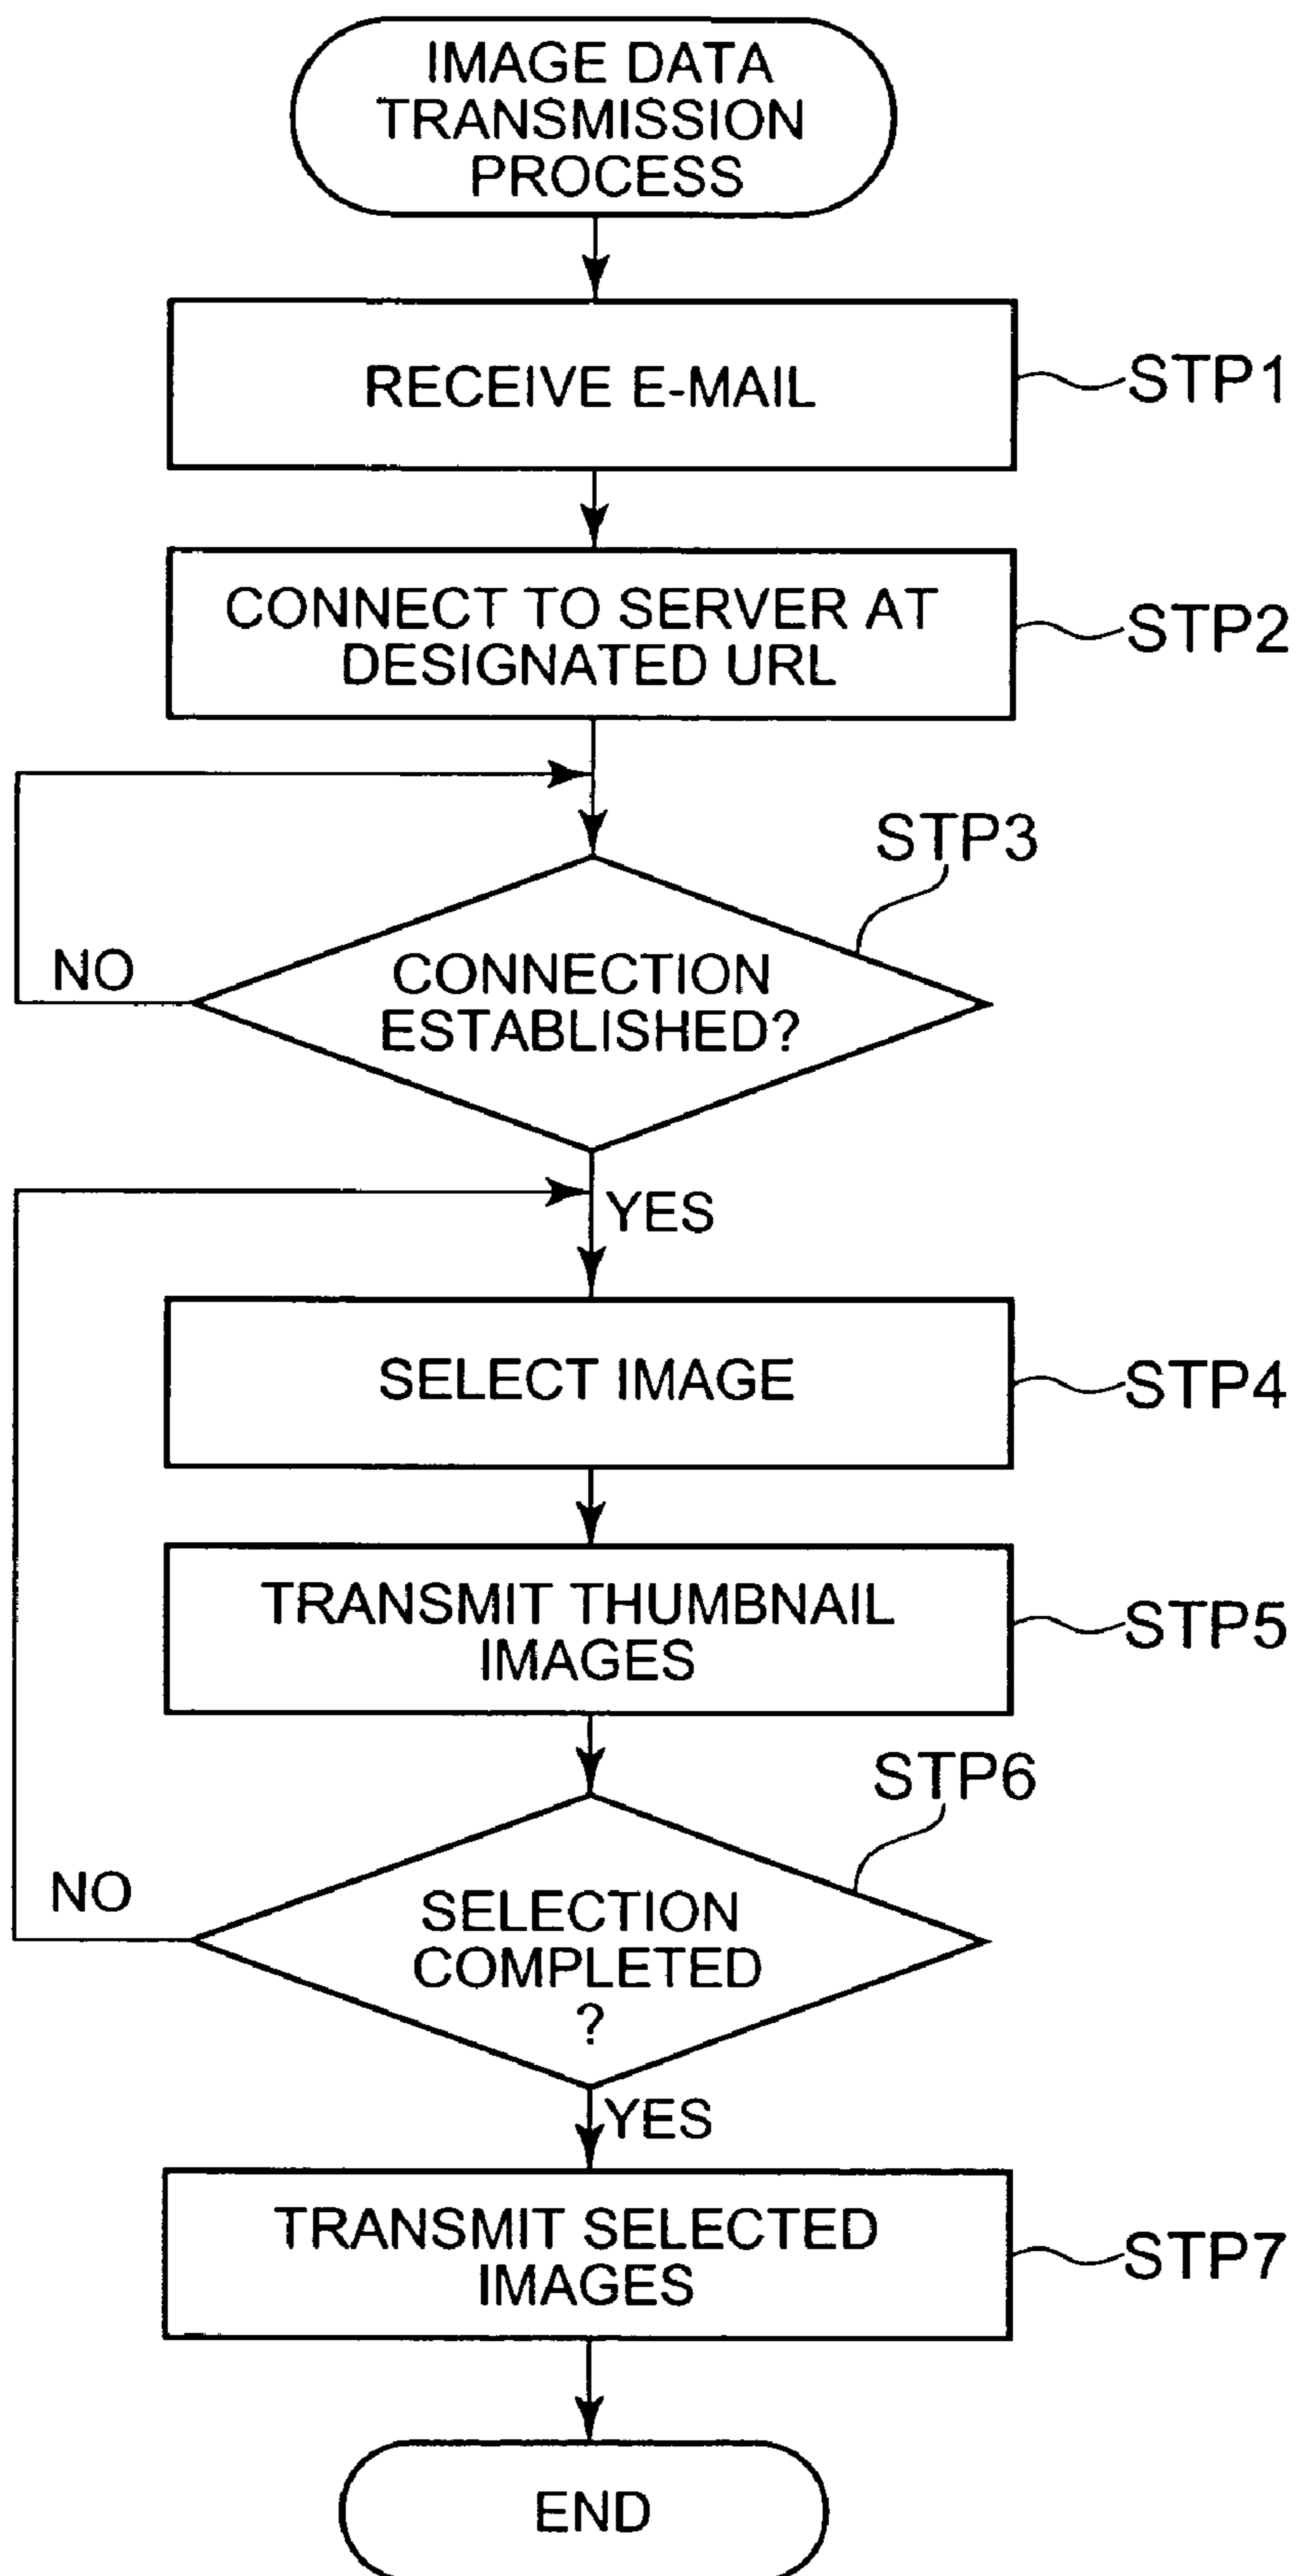 IMAGE DATA
TRANSMISSION
PROCESS
RECEIVE E-MAIL
STP1
CONNECT TO SERVER AT
DESIGNATED URL
STP2
STP3
NO
CONNECTION
ESTABLISHED?
YES
SELECT IMAGE
STP4
TRANSMIT THUMBNAIL
IMAGES
STP5
STP6
NO
SELECTION
COMPLETED
?
YES
TRANSMIT SELECTED
IMAGES
STP7
END